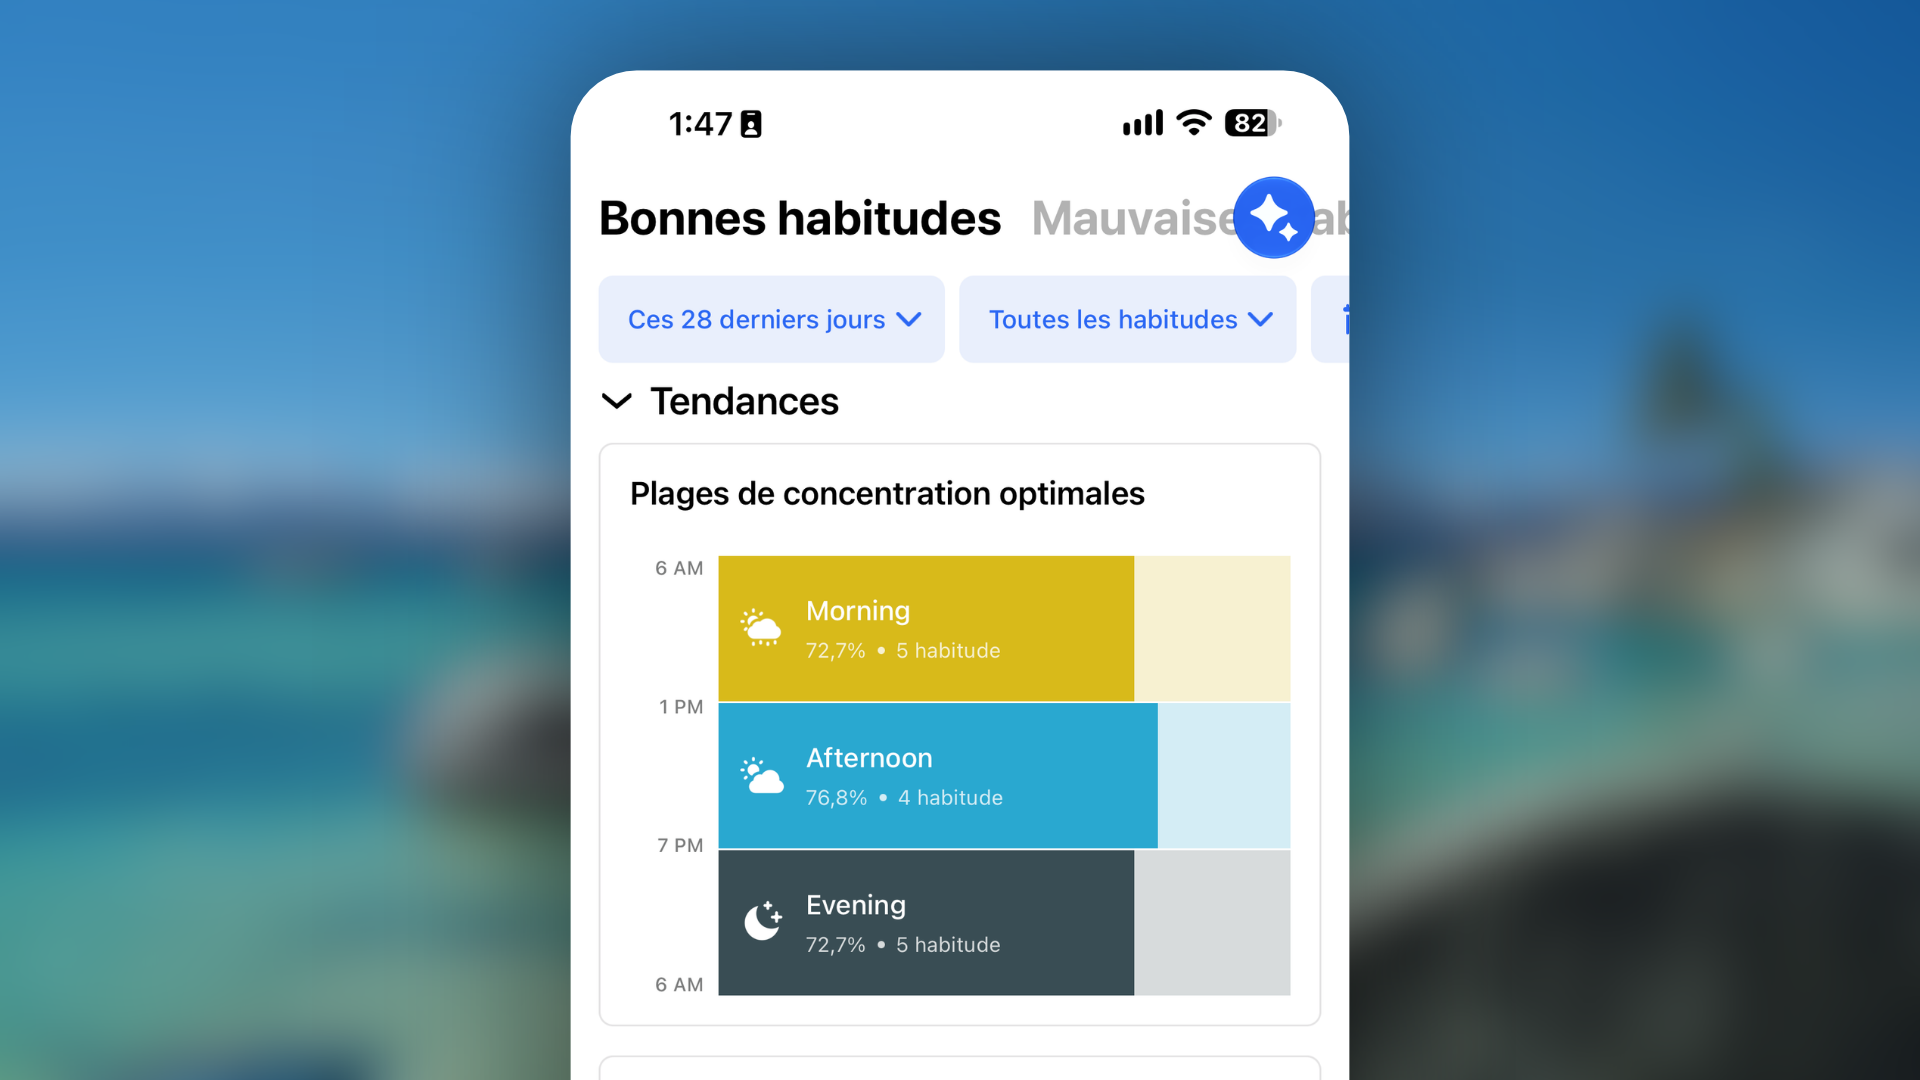 1:47
82
Bonnes habitudes Mauvaise ab
Ces 28 derniers jours
Toutes les habitudes
Tendances
Plages de concentration optimales
6 AM
Morning
72,7% • 5 habitude
1 PM
Afternoon
76,8% • 4 habitude
7 PM
Evening
72,7% • 5 habitude
6 AM